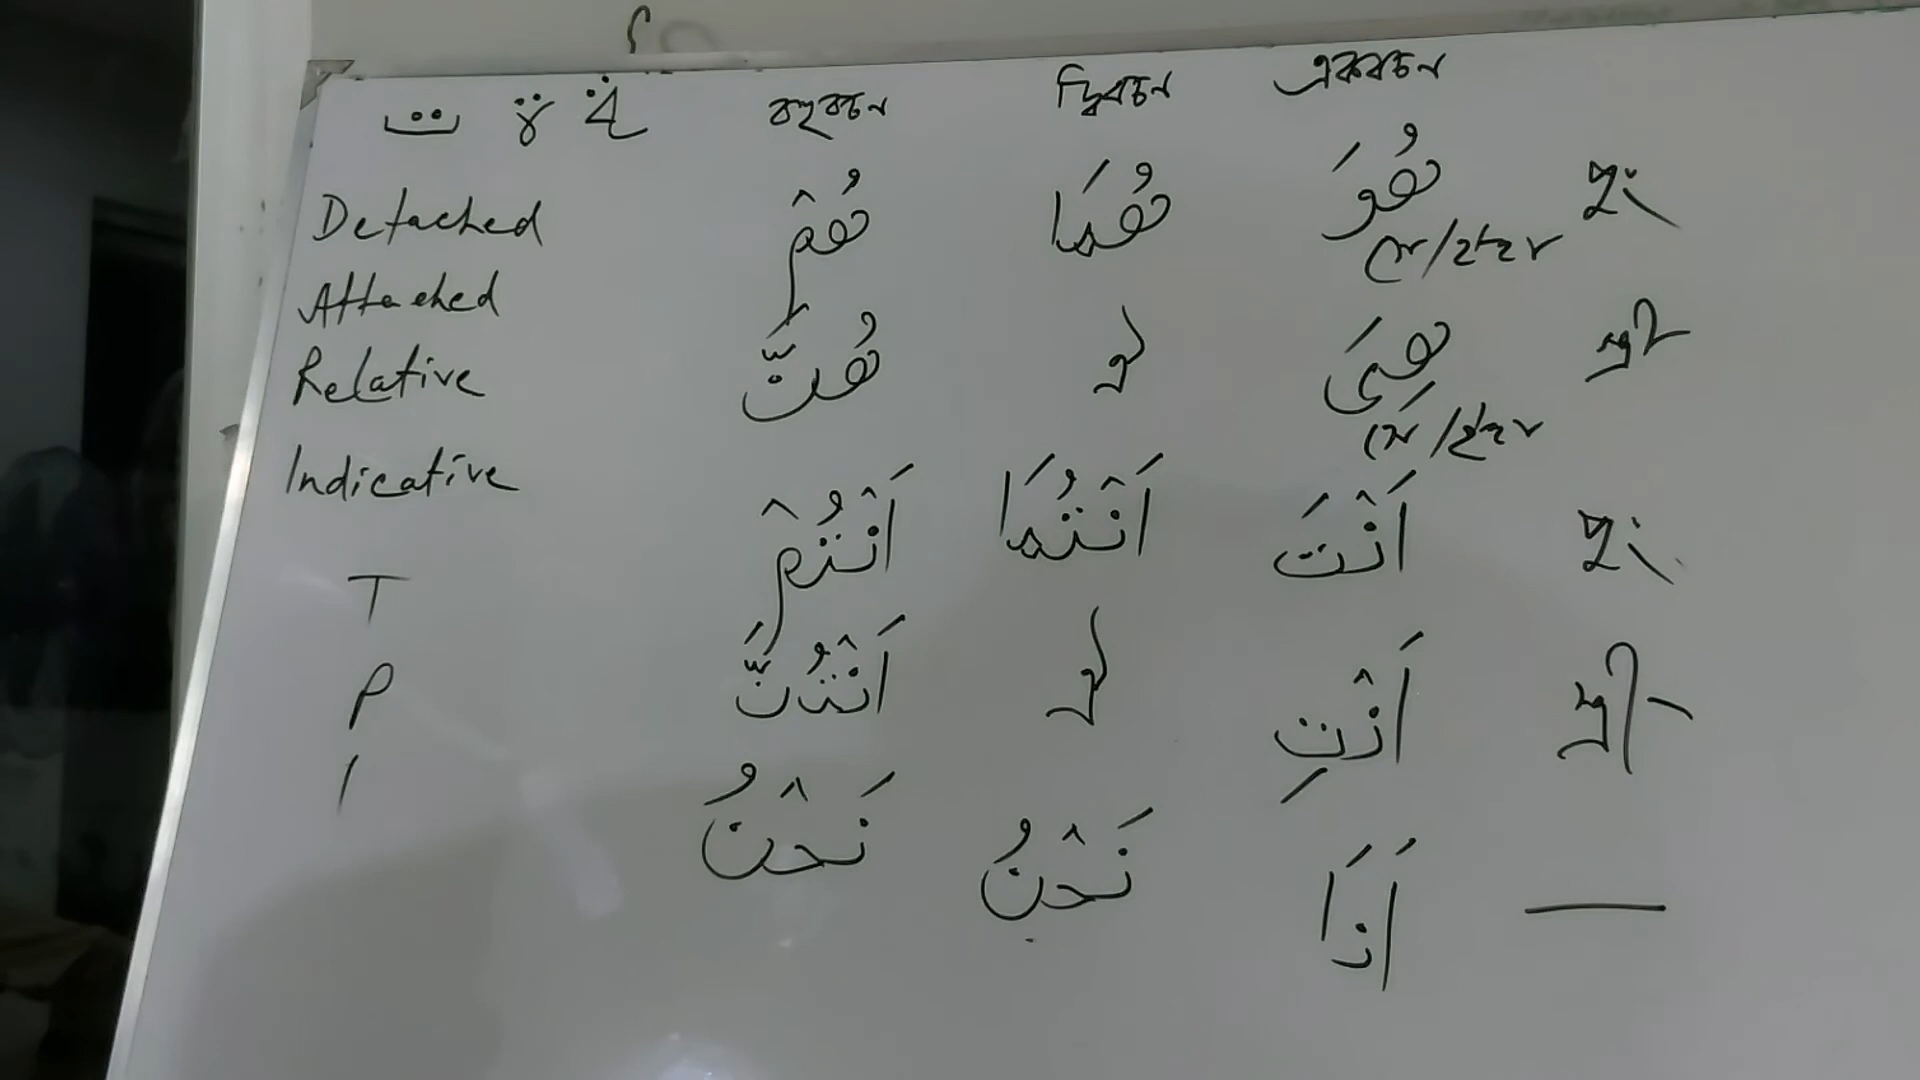 বহুবচন দ্বিবচন একবচন
Detached هُمْ هُمَا هُوَ পুং
সে/তাহার
Attached
Relative هُنَّ ঐ هِىَ স্ত্রী
সে/তাহার
Indicative اَنْتُمْ اَنْتُمَا اَنْتَ পুং
T
P اَنْتُنَّ ঐ اَنْتِ স্ত্রী
I نَحْنُ نَحْنُ اَنَا —